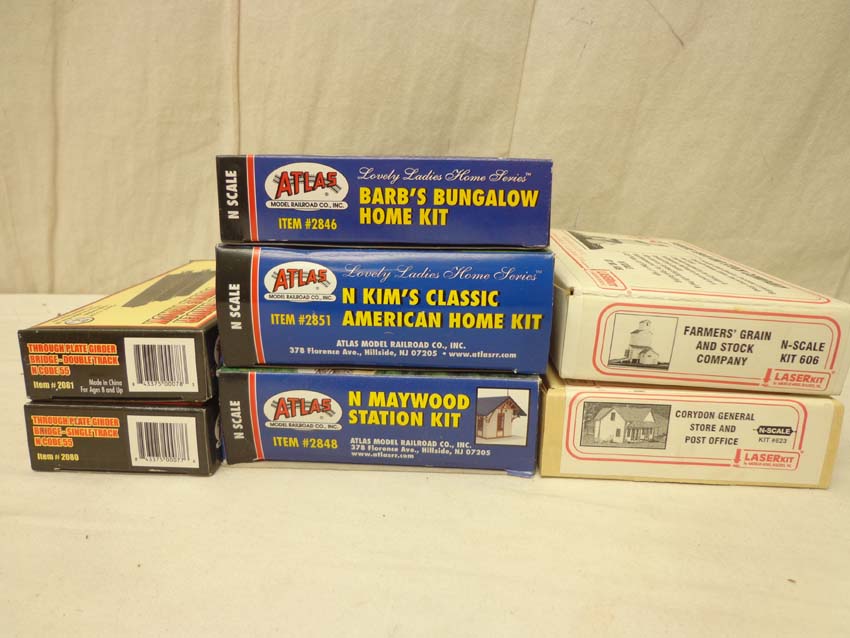 N SCALE
ATLAS
MODEL RAILROAD CO., INC.
ITEM #2846
Lovely Ladies Home Series™
BARB'S BUNGALOW
HOME KIT
N SCALE
ATLAS
MODEL RAILROAD CO., INC.
ITEM #2851
Lovely Ladies Home Series™
N KIM'S CLASSIC
AMERICAN HOME KIT
ATLAS MODEL RAILROAD CO., INC.
378 Florence Ave., Hillside, NJ 07205 • www.atlasrr.com
N SCALE
ATLAS
MODEL RAILROAD CO., INC.
ITEM #2848
N MAYWOOD
STATION KIT
ATLAS MODEL RAILROAD CO., INC.
378 Florence Ave., Hillside, NJ 07205
www.atlasrr.com
THROUGH PLATE GIRDER
BRIDGE - DOUBLE TRACK
N CODE 55
Item # 2081
Made in China
For Ages 8 and Up
THROUGH PLATE GIRDER
BRIDGE - SINGLE TRACK
N CODE 55
Item # 2080
FARMERS' GRAIN
AND STOCK
COMPANY
N-SCALE
KIT 606
LASERKIT
CORYDON GENERAL
STORE AND
POST OFFICE
N-SCALE
KIT #623
LASERKIT